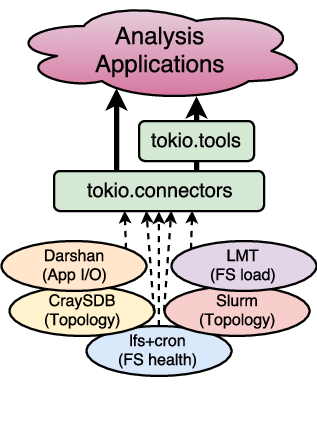 Analysis
Applications
tokio.tools
tokio.connectors
Darshan
(App I/O)
LMT
(FS load)
CraySDB
(Topology)
Slurm
(Topology)
lfs+cron
(FS health)